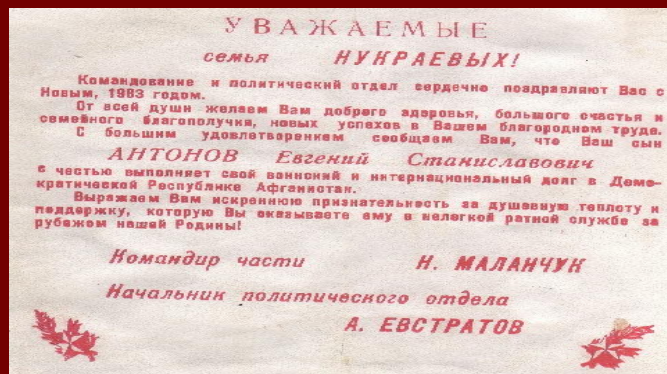 УВАЖАЕМЫЕ
семья НУКРАЕВЫХ!
Командование и политический отдел сердечно поздравляют Вас с
Новым, 1983 годом.
От всей души желаем Вам доброго здоровья, большого счастья и
семейного благополучия, новых успехов в Вашем благородном труде.
С большим удовлетворением сообщаем Вам, что Ваш сын
АНТОНОВ Евгений Станиславович
с честью выполняет свой воинский и интернациональный долг в Демо-
кратической Республике Афганистан.
Выражаем Вам искреннюю признательность за душевную теплоту и
поддержку, которую Вы оказываете ему в нелегкой ратной службе за
рубежом нашей Родины!
Командир части Н. МАЛАНЧУК
Начальник политического отдела
А. ЕВСТРАТОВ